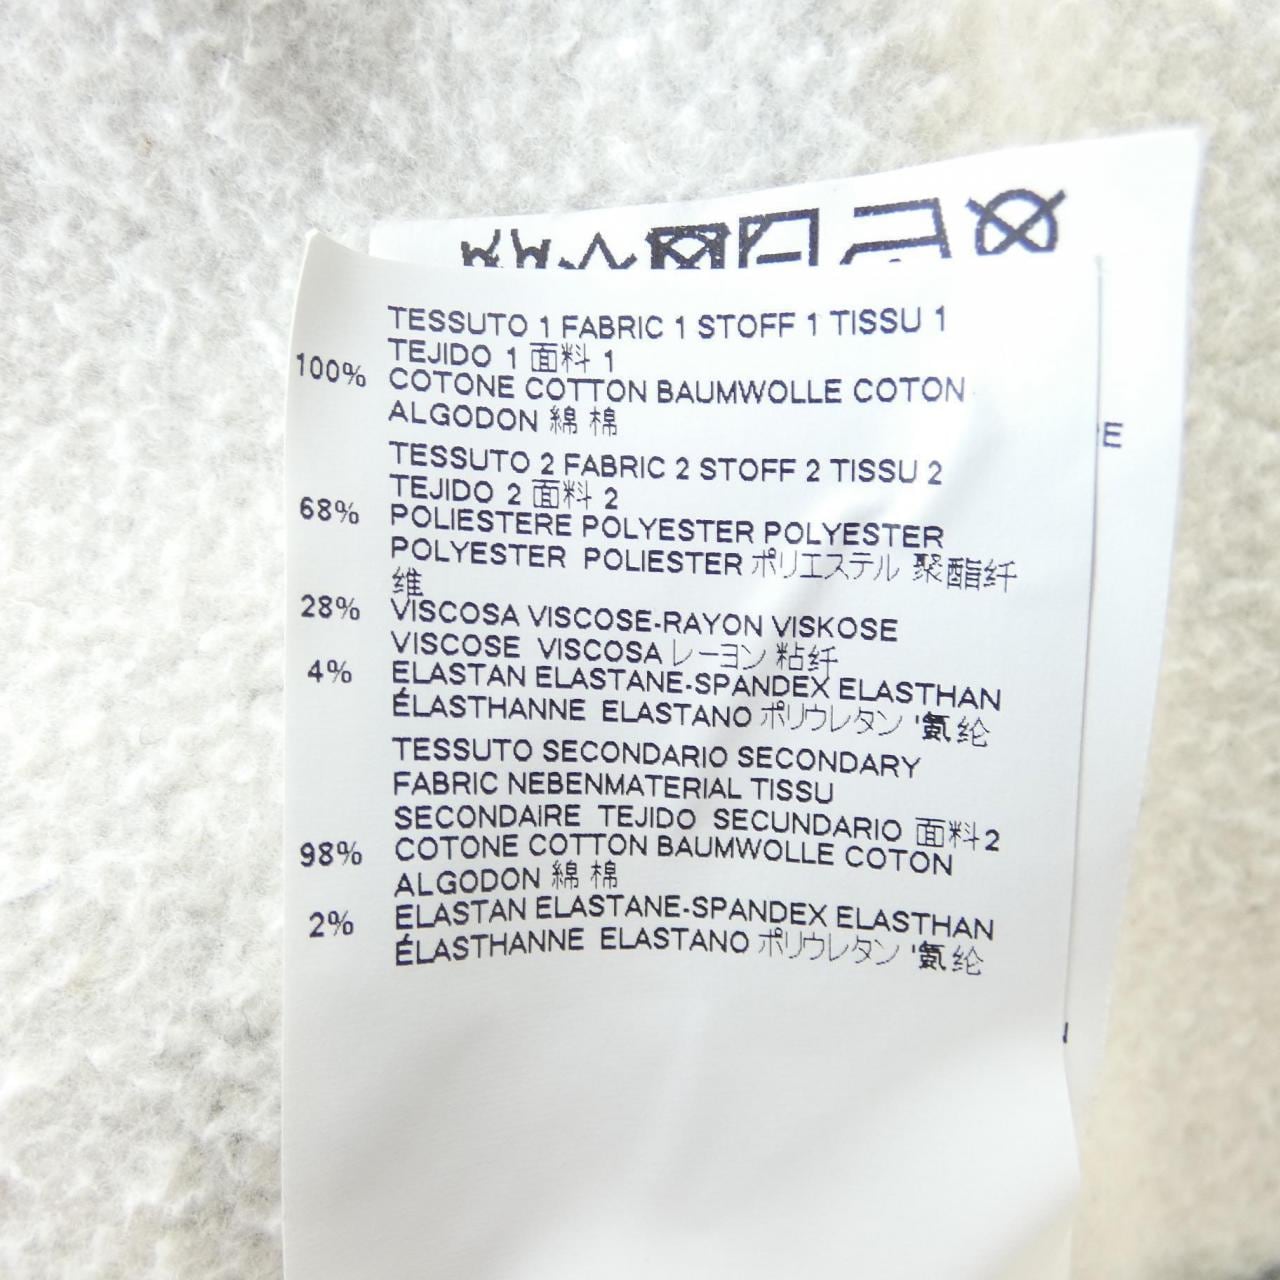 TESSUTO 1 FABRIC 1 STOFF 1 TISSU 1
TEJIDO 1 面料 1
100% COTONE COTTON BAUMWOLLE COTON
ALGODON 綿 棉
TESSUTO 2 FABRIC 2 STOFF 2 TISSU 2
TEJIDO 2 面料 2
68% POLIESTERE POLYESTER POLYESTER
POLYESTER POLIESTER ポリエステル 聚酯纤
维
28% VISCOSA VISCOSE-RAYON VISKOSE
VISCOSE VISCOSA レーヨン 粘纤
4% ELASTAN ELASTANE-SPANDEX ELASTHAN
ÉLASTHANNE ELASTANO ポリウレタン '氨纶
TESSUTO SECONDARIO SECONDARY
FABRIC NEBENMATERIAL TISSU
SECONDAIRE TEJIDO SECUNDARIO 面料2
98% COTONE COTTON BAUMWOLLE COTON
ALGODON 綿 棉
2% ELASTAN ELASTANE-SPANDEX ELASTHAN
ÉLASTHANNE ELASTANO ポリウレタン '氨纶